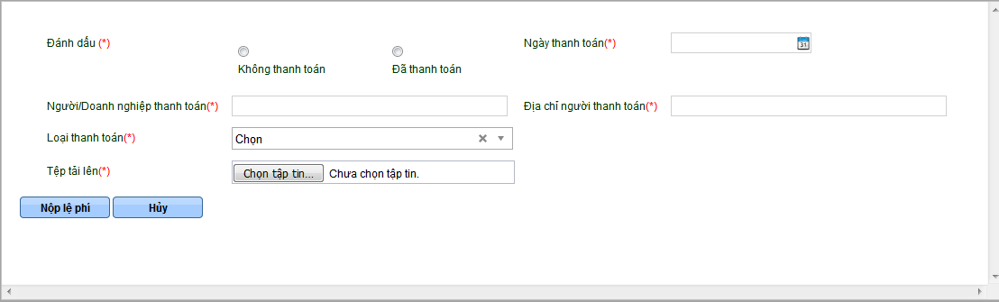 Đánh dấu (*)
Ngày thanh toán(*)
31
Không thanh toán
Đã thanh toán
Người/Doanh nghiệp thanh toán(*)
Địa chỉ người thanh toán(*)
Loại thanh toán(*)
Chọn
Tệp tải lên(*)
Chọn tập tin... Chưa chọn tập tin.
Nộp lệ phí
Hủy